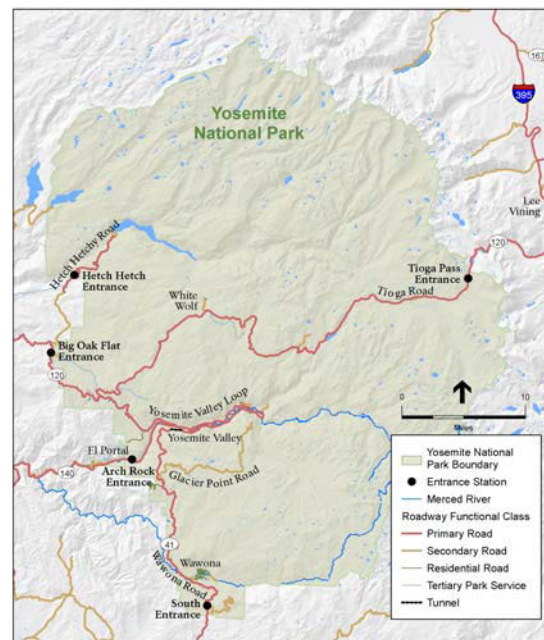 Yosemite
National Park
167
395
Lee
Vining
120
Hetch Hetchy Road
Hetch Hetch
Entrance
Tioga Pass
Entrance
Tioga Road
White
Wolf
Big Oak Flat
Entrance
120
Yosemite Valley Loop
0
10
Miles
El Portal
Yosemite Valley
140
Arch Rock
Entrance
Glacier Point Road
41
Wawona
Wawona Road
South
Entrance
Yosemite National
Park Boundary
Entrance Station
Merced River
Roadway Functional Class
Primary Road
Secondary Road
Residential Road
Tertiary Park Service
Tunnel